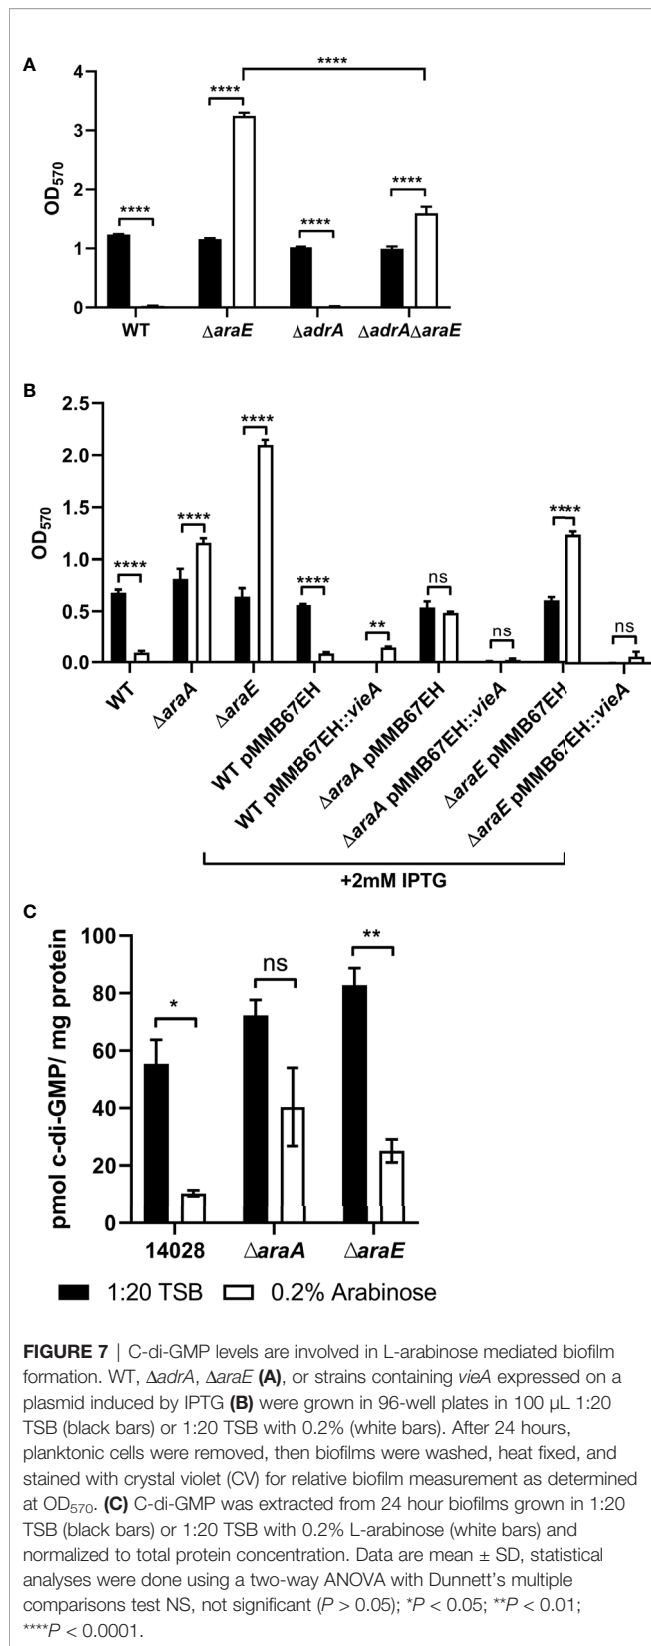 A
****
4
****
3
OD570
****
2
****
****
1
0
WT
ΔaraE
ΔadrA
ΔadrAΔaraE
B
2.5
****
2.0
1.5
****
****
OD570
1.0
****
****
ns
0.5
**
ns
ns
0.0
WT
ΔaraA
ΔaraE
WT pMMB67EH
WT pMMB67EH::vieA
ΔaraA pMMB67EH
ΔaraA pMMB67EH::vieA
ΔaraE pMMB67EH
ΔaraE pMMB67EH::vieA
+2mM IPTG
C
100
**
ns
80
*
60
pmol c-di-GMP/ mg protein
40
20
0
14028
ΔaraA
ΔaraE
1:20 TSB
0.2% Arabinose
FIGURE 7 | C-di-GMP levels are involved in L-arabinose mediated biofilm
formation. WT, ΔadrA, ΔaraE (A), or strains containing vieA expressed on a
plasmid induced by IPTG (B) were grown in 96-well plates in 100 µL 1:20
TSB (black bars) or 1:20 TSB with 0.2% (white bars). After 24 hours,
planktonic cells were removed, then biofilms were washed, heat fixed, and
stained with crystal violet (CV) for relative biofilm measurement as determined
at OD570. (C) C-di-GMP was extracted from 24 hour biofilms grown in 1:20
TSB (black bars) or 1:20 TSB with 0.2% L-arabinose (white bars) and
normalized to total protein concentration. Data are mean ± SD, statistical
analyses were done using a two-way ANOVA with Dunnett's multiple
comparisons test NS, not significant (P > 0.05); *P < 0.05; **P < 0.01;
****P < 0.0001.